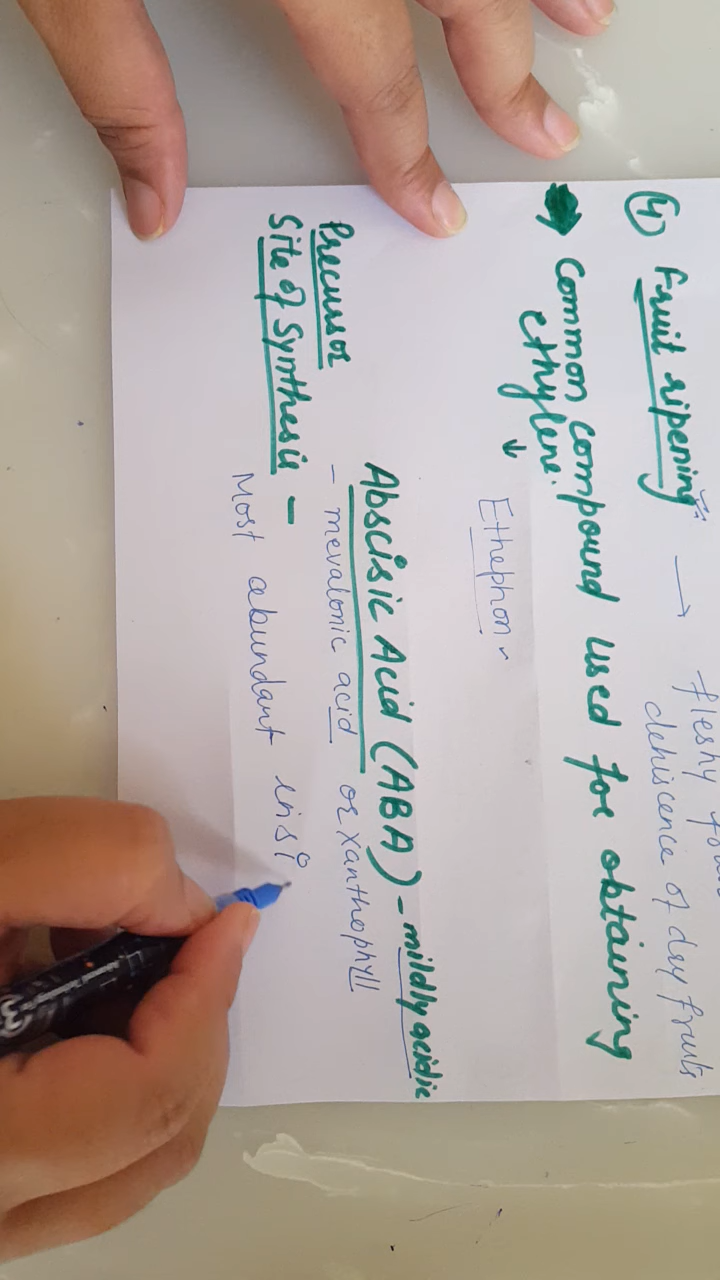 ④ Fruit ripening → fleshy
dehiscence of dry fruits
Common compound used for obtaining
ethylene.
↓
Ethephon
Abscisic Acid (ABA) - mildly acidic
Precursor - mevalonic acid or xanthophyll
Site of Synthesis -
Most abundant in